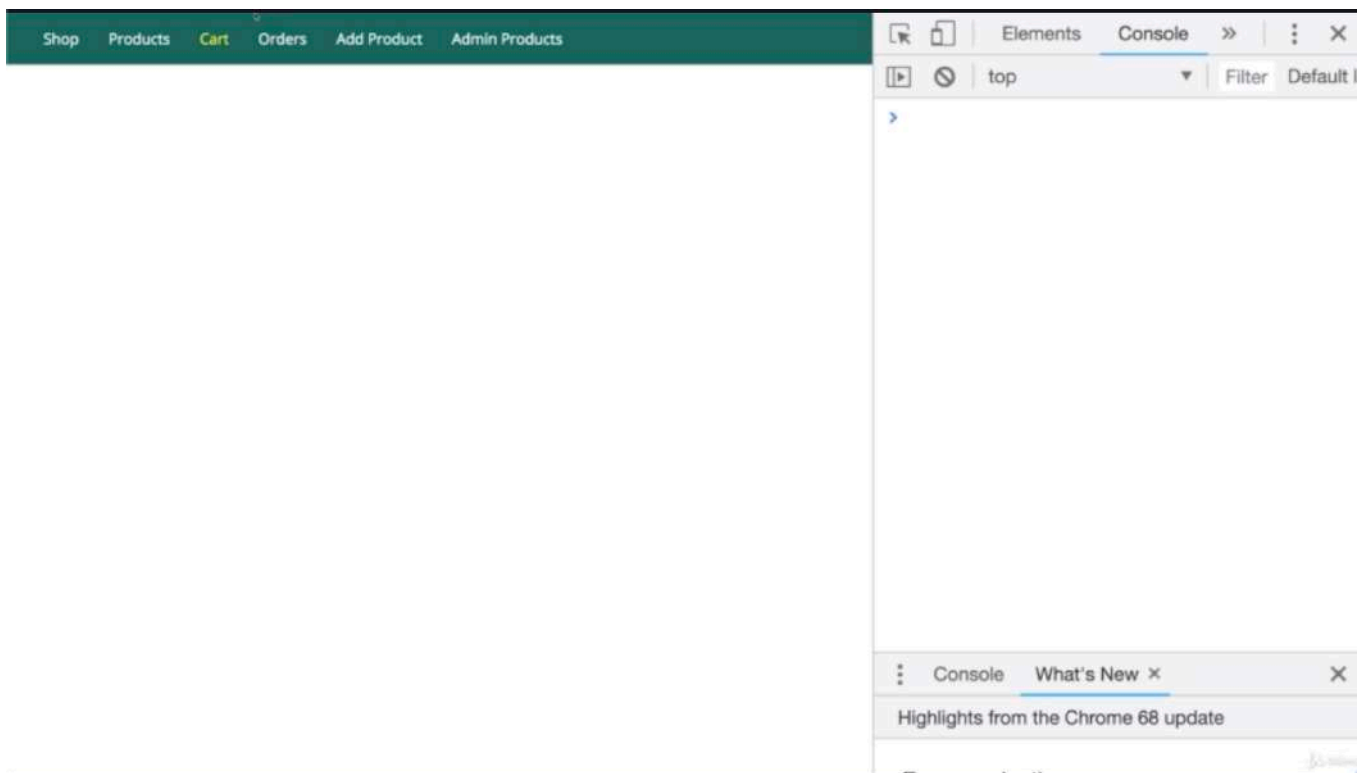 Shop Products Cart Orders Add Product Admin Products
Elements Console »
top Filter Default
>
Console What's New ×
Highlights from the Chrome 68 update